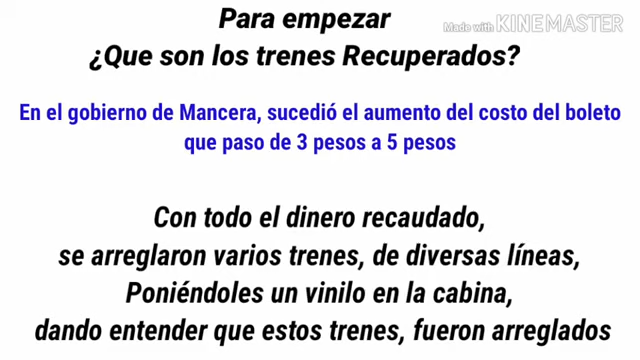 Para empezar
Made with KINEMASTER
¿Que son los trenes Recuperados?
En el gobierno de Mancera, sucedió el aumento del costo del boleto
que paso de 3 pesos a 5 pesos
Con todo el dinero recaudado,
se arreglaron varios trenes, de diversas líneas,
Poniéndoles un vinilo en la cabina,
dando entender que estos trenes, fueron arreglados